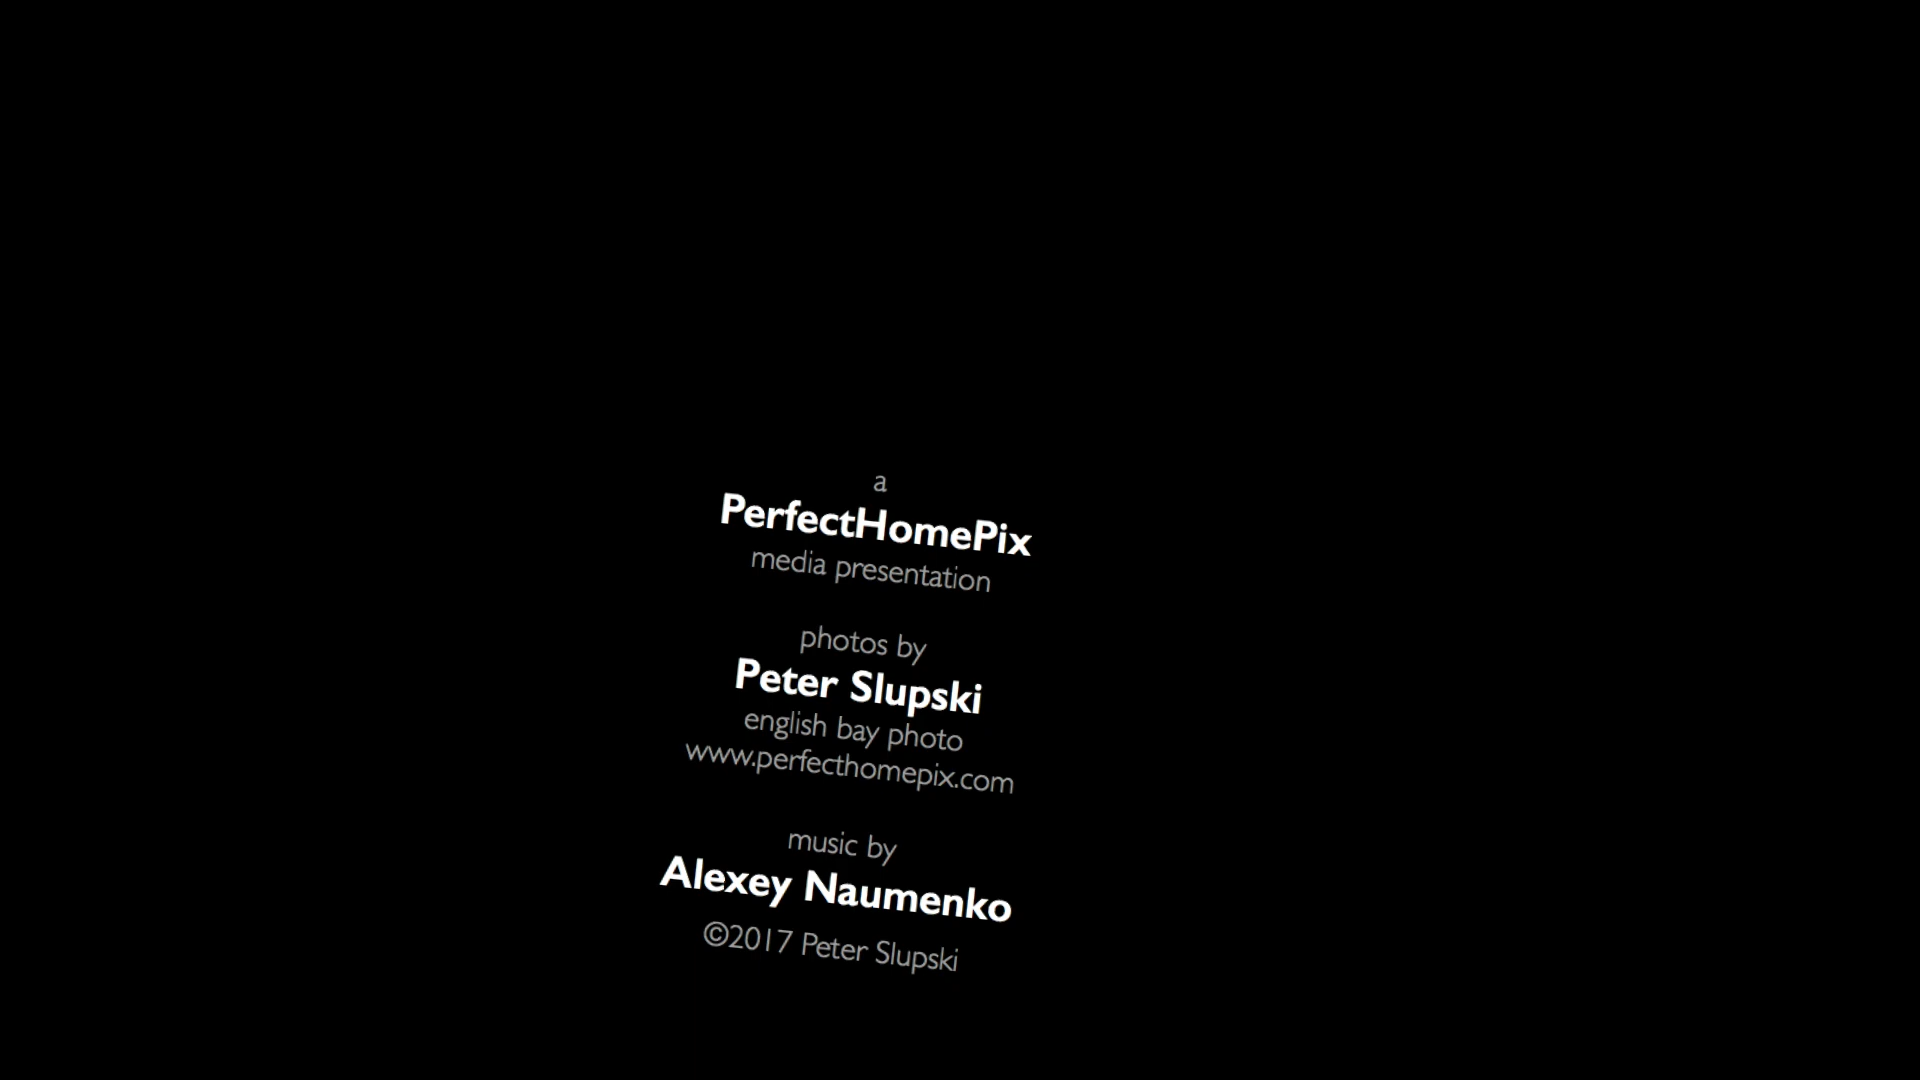 a
PerfectHomePix
media presentation
photos by
Peter Slupski
english bay photo
www.perfecthomepix.com
music by
Alexey Naumenko
©2017 Peter Slupski